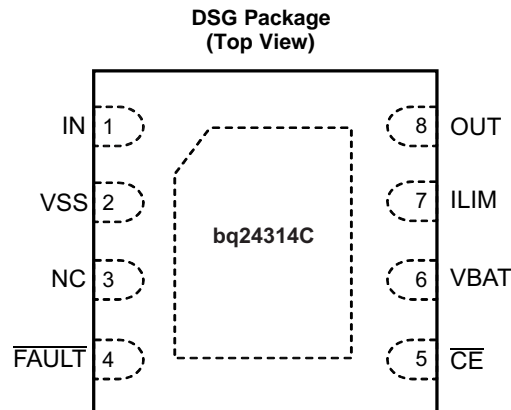 DSG Package
(Top View)
IN 1
8 OUT
VSS 2
7 ILIM
bq24314C
NC 3
6 VBAT
FAULT 4
5 CE